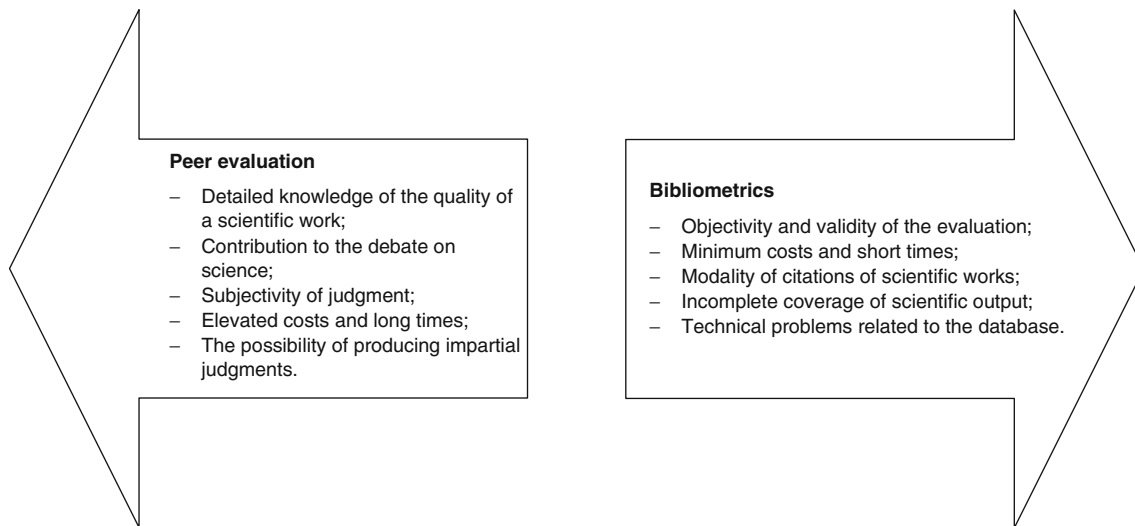 Peer evaluation
– Detailed knowledge of the quality of
a scientific work;
– Contribution to the debate on
science;
– Subjectivity of judgment;
– Elevated costs and long times;
– The possibility of producing impartial
judgments.
Bibliometrics
– Objectivity and validity of the evaluation;
– Minimum costs and short times;
– Modality of citations of scientific works;
– Incomplete coverage of scientific output;
– Technical problems related to the database.